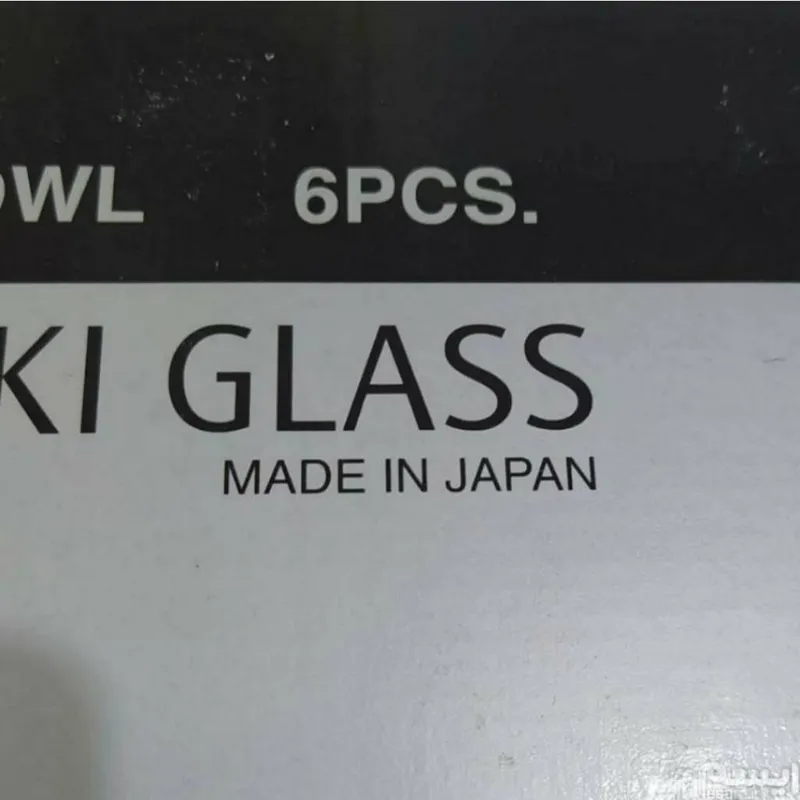 OWL 6PCS.
KI GLASS
MADE IN JAPAN